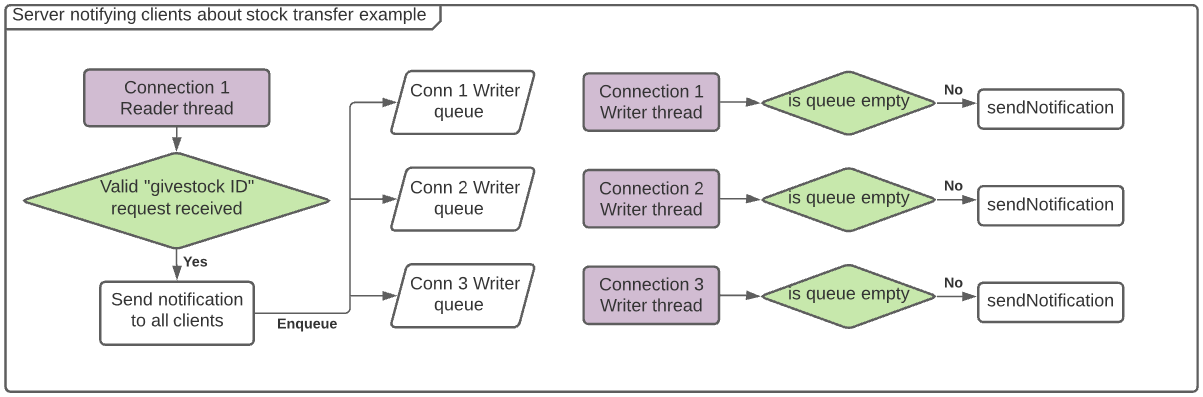 Server notifying clients about stock transfer example
Connection 1
Reader thread
Valid "givestock ID"
request received
Yes
Send notification
to all clients
Enqueue
Conn 1 Writer
queue
Conn 2 Writer
queue
Conn 3 Writer
queue
Connection 1
Writer thread
is queue empty
No
sendNotification
Connection 2
Writer thread
is queue empty
No
sendNotification
Connection 3
Writer thread
is queue empty
No
sendNotification